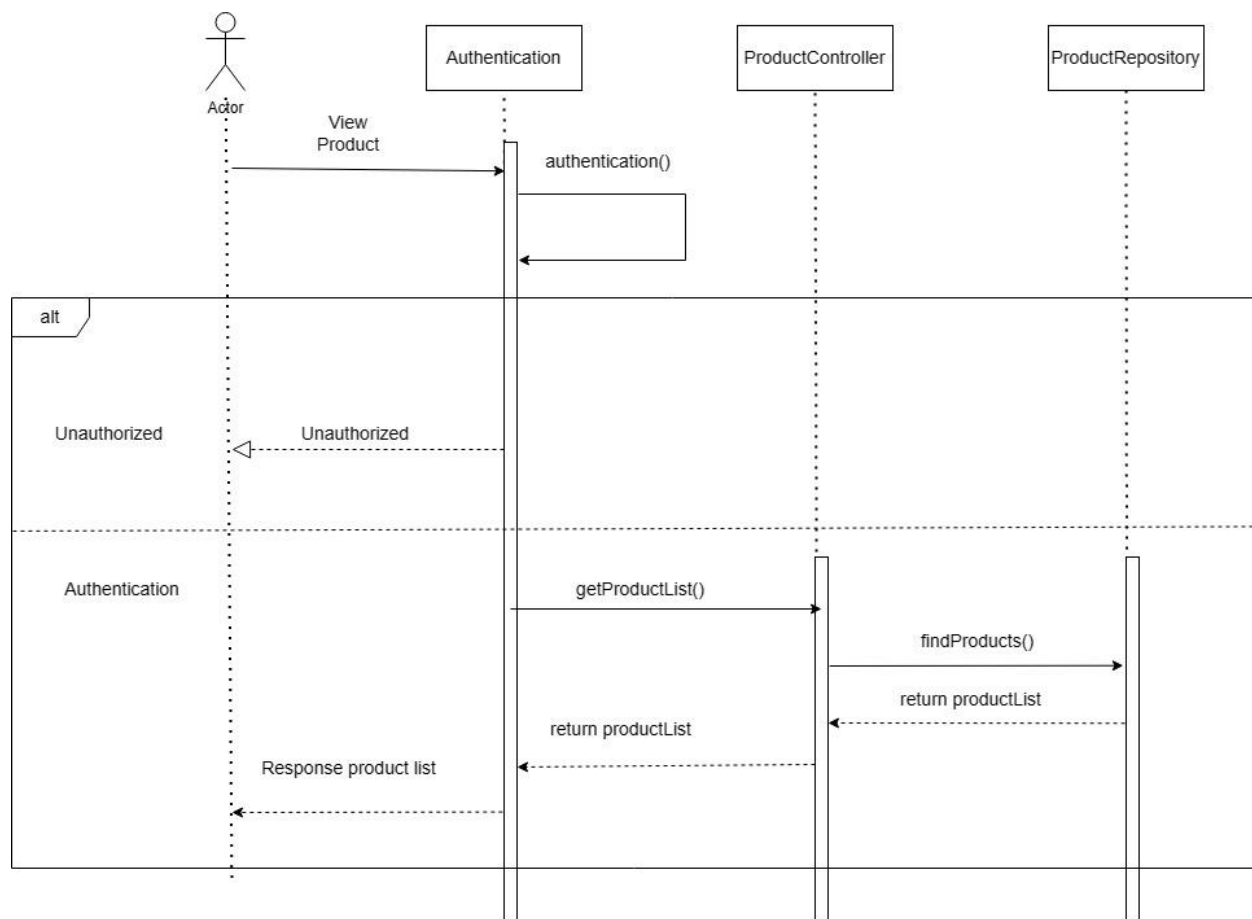 Actor
Authentication
ProductController
ProductRepository
View
Product
authentication()
alt
Unauthorized
Unauthorized
Authentication
getProductList()
findProducts()
return productList
return productList
Response product list